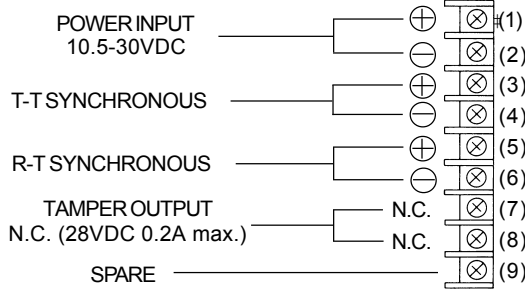 POWER INPUT
10.5-30VDC
T-T SYNCHRONOUS
R-T SYNCHRONOUS
TAMPER OUTPUT
N.C. (28VDC 0.2A max.)
SPARE
N.C.
N.C.
(1)
(2)
(3)
(4)
(5)
(6)
(7)
(8)
(9)